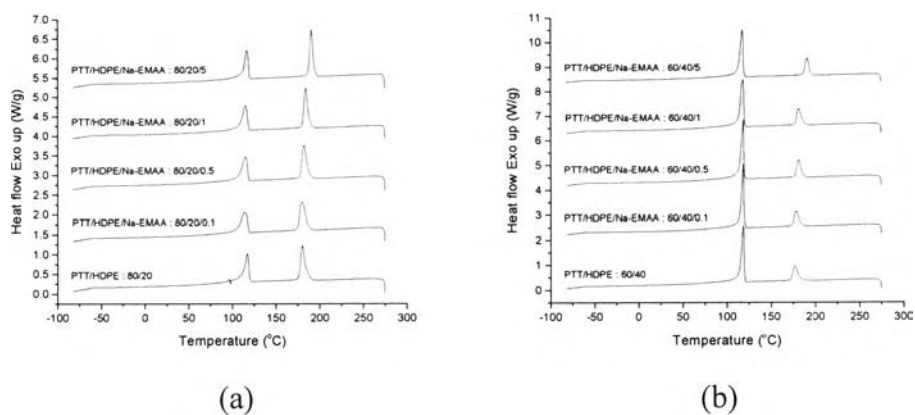 7.0
6.5
6.0
5.5
5.0
4.5
4.0
3.5
3.0
2.5
2.0
1.5
1.0
0.5
0.0
Heat flow Exo up (W/g)
PTT/HDPE/Na-EMAA : 80/20/5
PTT/HDPE/Na-EMAA : 80/20/1
PTT/HDPE/Na-EMAA : 80/20/0.5
PTT/HDPE/Na-EMAA : 80/20/0.1
PTT/HDPE : 80/20
-100 -50 0 50 100 150 200 250 300
Temperature (°C)
(a)
11
10
9
8
7
6
5
4
3
2
1
0
Heat flow Exo up (W/g)
PTT/HDPE/Na-EMAA : 60/40/5
PTT/HDPE/Na-EMAA : 60/40/1
PTT/HDPE/Na-EMAA : 60/40/0.5
PTT/HDPE/Na-EMAA : 60/40/0.1
PTT/HDPE : 60/40
-100 -50 0 50 100 150 200 250 300
Temperature (°C)
(b)